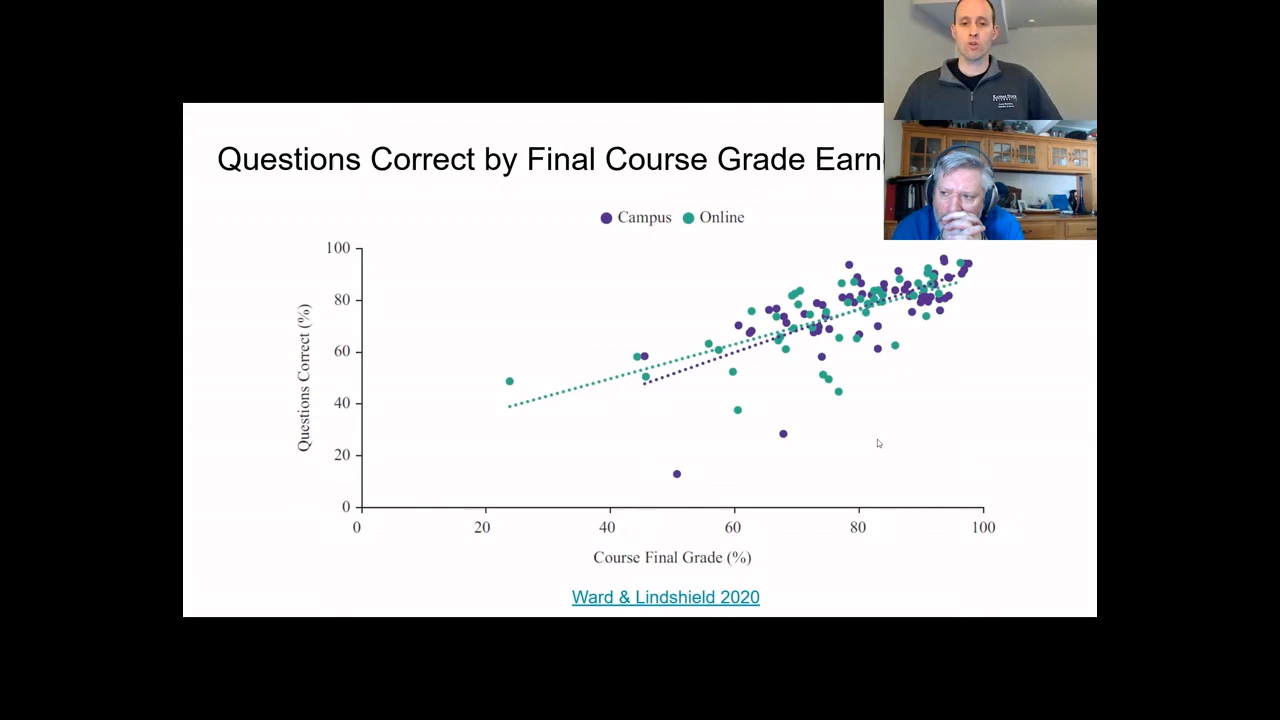 Questions Correct by Final Course Grade Earn
Campus Online
Questions Correct (%)
100
80
60
40
20
0
0 20 40 60 80 100
Course Final Grade (%)
Ward & Lindshield 2020